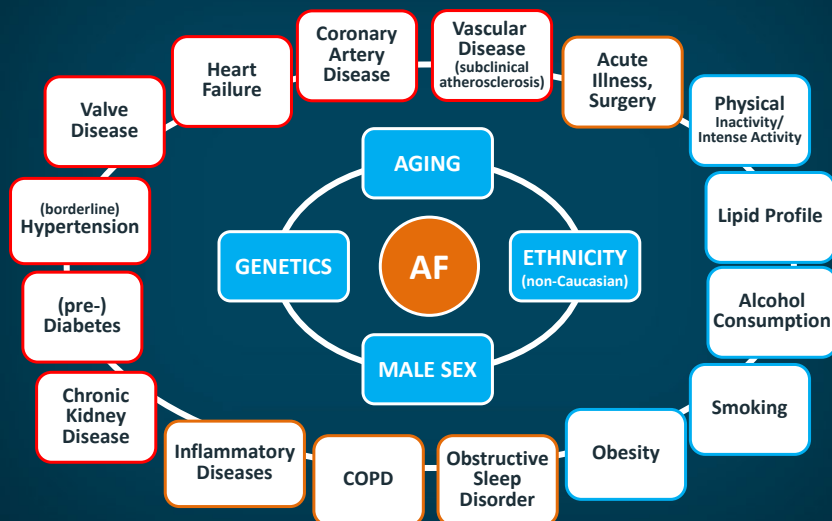 Coronary
Artery
Disease
Vascular
Disease
(subclinical
atherosclerosis)
Heart
Failure
Acute
Illness,
Surgery
Valve
Disease
Physical
Inactivity/
Intense Activity
(borderline)
Hypertension
Lipid Profile
(pre-)
Diabetes
Alcohol
Consumption
Chronic
Kidney
Disease
Smoking
Inflammatory
Diseases
COPD
Obstructive
Sleep
Disorder
Obesity
AGING
GENETICS
AF
ETHNICITY
(non-Caucasian)
MALE SEX